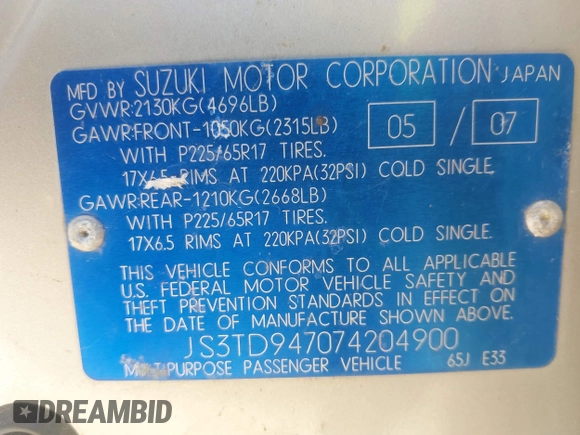 MFD BY SUZUKI MOTOR CORPORATION JAPAN
GVWR:2130KG(4696LB)
GAWR:FRONT-1050KG(2315LB) 05 / 07
WITH P225/65R17 TIRES.
17X6.5 RIMS AT 220KPA(32PSI) COLD SINGLE.
GAWR:REAR-1210KG(2668LB)
WITH P225/65R17 TIRES.
17X6.5 RIMS AT 220KPA(32PSI) COLD SINGLE.
THIS VEHICLE CONFORMS TO ALL APPLICABLE
U.S. FEDERAL MOTOR VEHICLE SAFETY AND
THEFT PREVENTION STANDARDS IN EFFECT ON
THE DATE OF MANUFACTURE SHOWN ABOVE.
JS3TD947074204900
MULTIPURPOSE PASSENGER VEHICLE 65J E33
DREAMBID